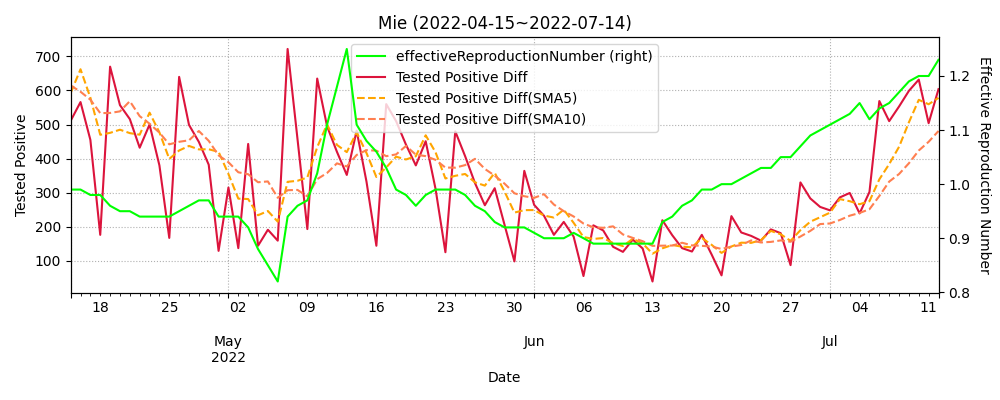 Mie (2022-04-15~2022-07-14)
effectiveReproductionNumber (right)
Tested Positive Diff
Tested Positive Diff(SMA5)
Tested Positive Diff(SMA10)
Tested Positive
700
600
500
400
300
200
100
1.2
1.1
1.0
0.9
0.8
Effective Reproduction Number
18 25 02 09 16 23 30 06 13 20 27 04 11
May Jun Jul
2022
Date